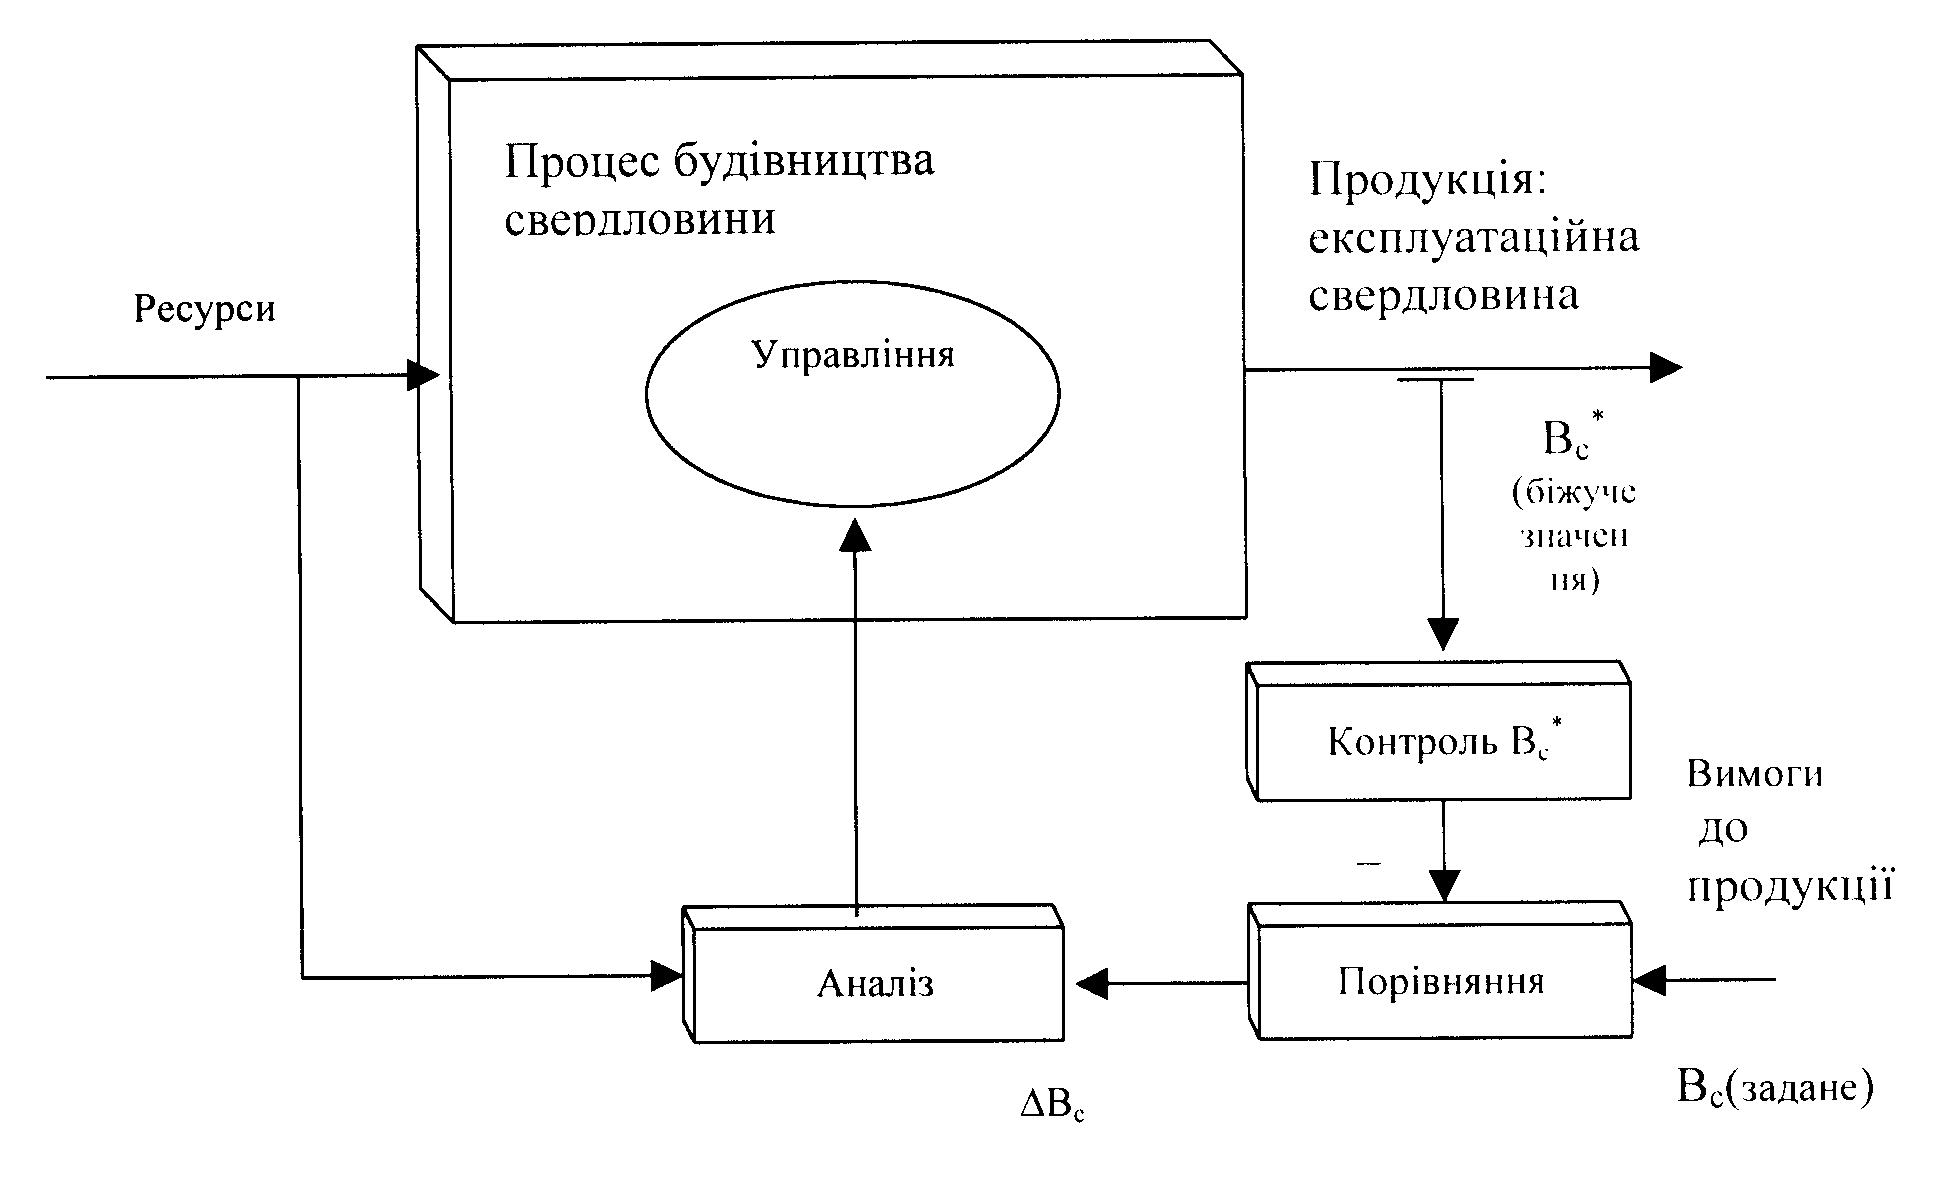 Процес будівництва
свердловини
Продукція:
експлуатаційна
свердловина
Ресурси
Управління
Bc*
(біжуче
значен
ня)
Контроль Bc*
Вимоги
до
продукції
–
Аналіз
Порівняння
ΔBc
Bc(задане)